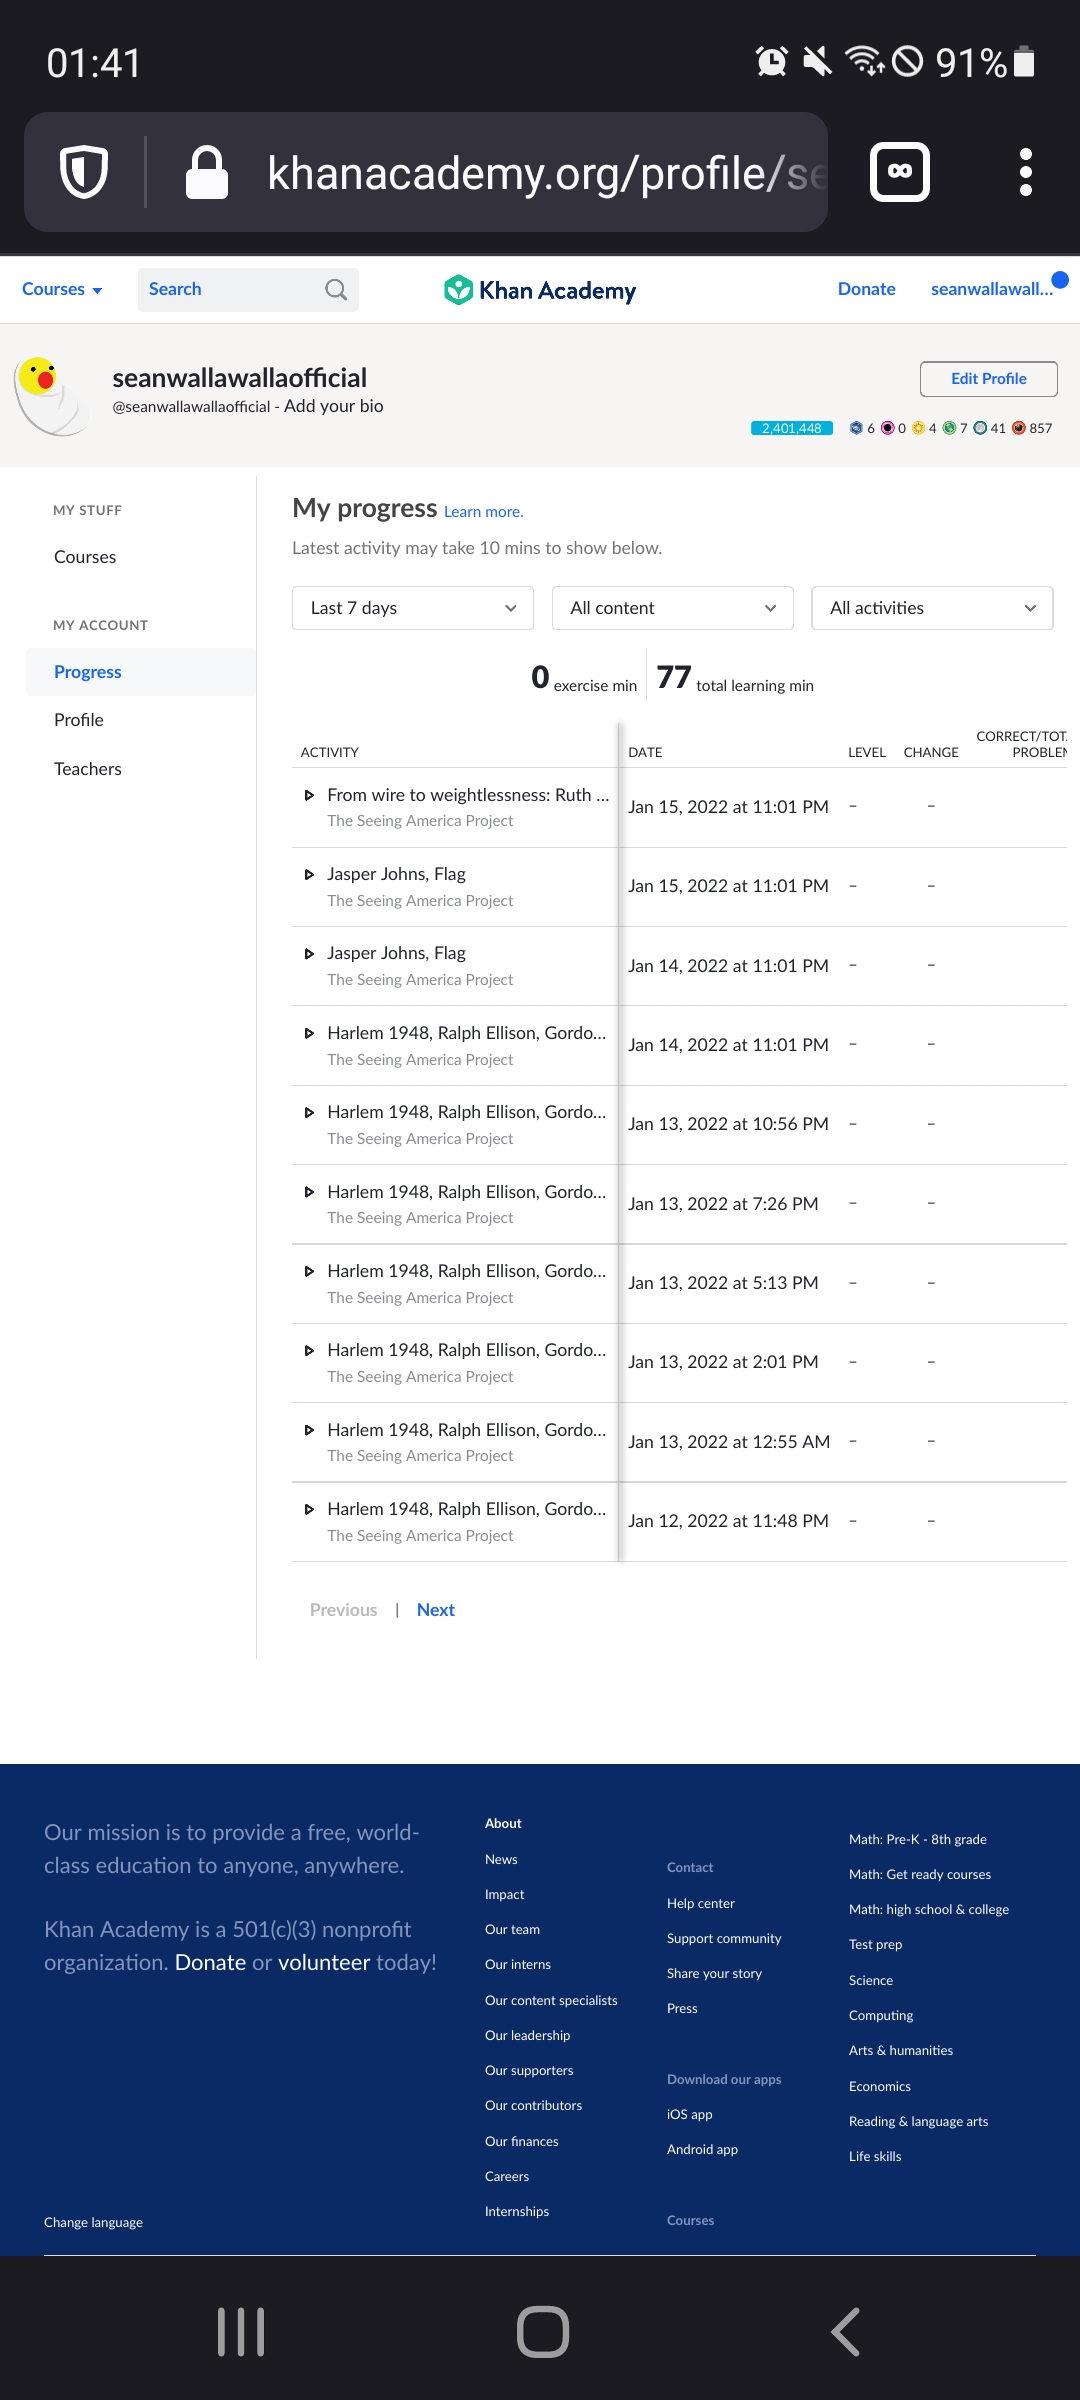 01:41
91%
khanacademy.org/profile/se
Courses
Search
Khan Academy
Donate
seanwallawall...
seanwallawallaofficial
@seanwallawallaofficial - Add your bio
Edit Profile
2,401,448 6 0 4 7 41 857
MY STUFF
Courses
MY ACCOUNT
Progress
Profile
Teachers
My progress Learn more.
Latest activity may take 10 mins to show below.
Last 7 days
All content
All activities
0 exercise min
77 total learning min
ACTIVITY
DATE
LEVEL
CHANGE
CORRECT/TOT
PROBLE
From wire to weightlessness: Ruth ...
The Seeing America Project
Jan 15, 2022 at 11:01 PM – –
Jasper Johns, Flag
The Seeing America Project
Jan 15, 2022 at 11:01 PM – –
Jasper Johns, Flag
The Seeing America Project
Jan 14, 2022 at 11:01 PM – –
Harlem 1948, Ralph Ellison, Gordo...
The Seeing America Project
Jan 14, 2022 at 11:01 PM – –
Harlem 1948, Ralph Ellison, Gordo...
The Seeing America Project
Jan 13, 2022 at 10:56 PM – –
Harlem 1948, Ralph Ellison, Gordo...
The Seeing America Project
Jan 13, 2022 at 7:26 PM – –
Harlem 1948, Ralph Ellison, Gordo...
The Seeing America Project
Jan 13, 2022 at 5:13 PM – –
Harlem 1948, Ralph Ellison, Gordo...
The Seeing America Project
Jan 13, 2022 at 2:01 PM – –
Harlem 1948, Ralph Ellison, Gordo...
The Seeing America Project
Jan 13, 2022 at 12:55 AM – –
Harlem 1948, Ralph Ellison, Gordo...
The Seeing America Project
Jan 12, 2022 at 11:48 PM – –
Previous | Next
Our mission is to provide a free, world-
class education to anyone, anywhere.
Khan Academy is a 501(c)(3) nonprofit
organization. Donate or volunteer today!
Change language
About
News
Impact
Our team
Our interns
Our content specialists
Our leadership
Our supporters
Our contributors
Our finances
Careers
Internships
Contact
Help center
Support community
Share your story
Press
Download our apps
iOS app
Android app
Courses
Math: Pre-K - 8th grade
Math: Get ready courses
Math: high school & college
Test prep
Science
Computing
Arts & humanities
Economics
Reading & language arts
Life skills